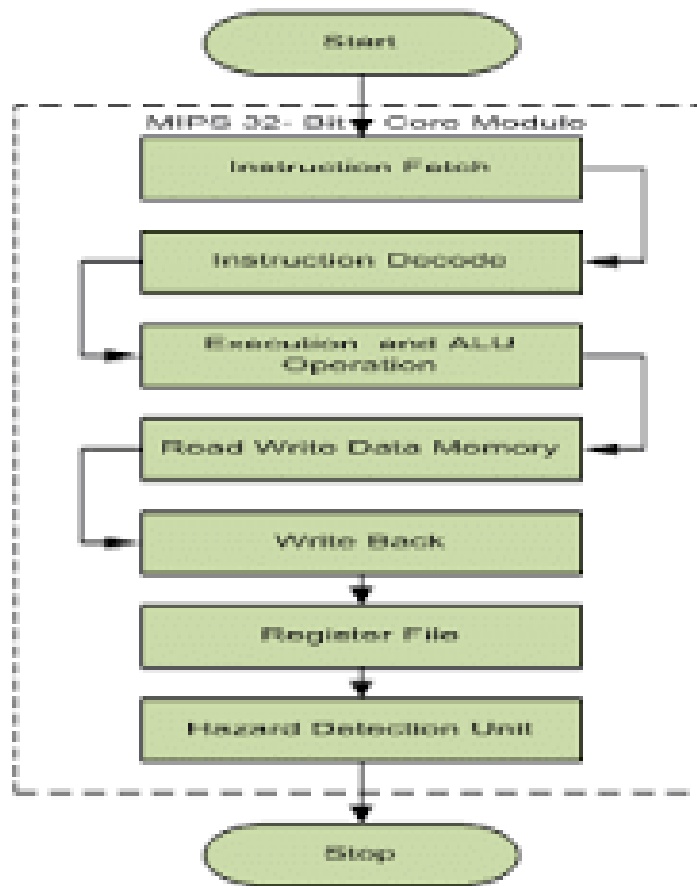 Start
MIPS 32- Bit Core Module
Instruction Fetch
Instruction Decode
Execution and ALU
Operation
Read Write Data Memory
Write Back
Register File
Hazard Detection Unit
Stop